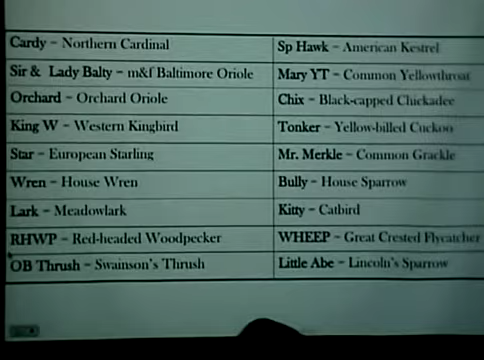 Cardy – Northern Cardinal
Sir & Lady Balty – m&f Baltimore Oriole
Orchard – Orchard Oriole
King W – Western Kingbird
Star – European Starling
Wren – House Wren
Lark – Meadowlark
RHWP – Red-headed Woodpecker
OB Thrush – Swainson's Thrush
Sp Hawk – American Kestrel
Mary YT – Common Yellowthroat
Chix – Black-capped Chickadee
Tonker – Yellow-billed Cuckoo
Mr. Merkle – Common Grackle
Bully – House Sparrow
Kitty – Catbird
WHEEP – Great Crested Flycatcher
Little Abe – Lincoln's Sparrow